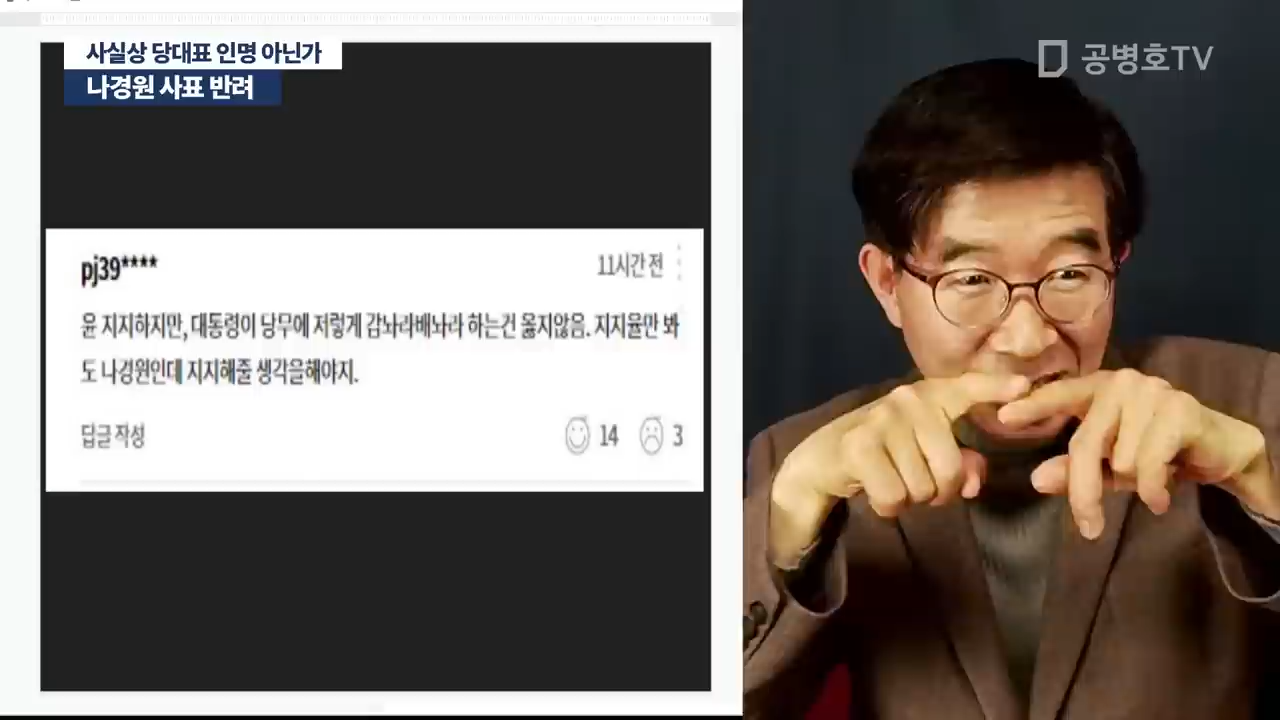 사실상 당대표 인명 아닌가
나경원 사표 반려
공병호TV
pj39****
11시간 전
윤 지지하지만, 대통령이 당무에 저렇게 감놔라배놔라 하는건 옳지않음. 지지율만 봐
도 나경원인데 지지해줄 생각을해야지.
답글 작성
14
3